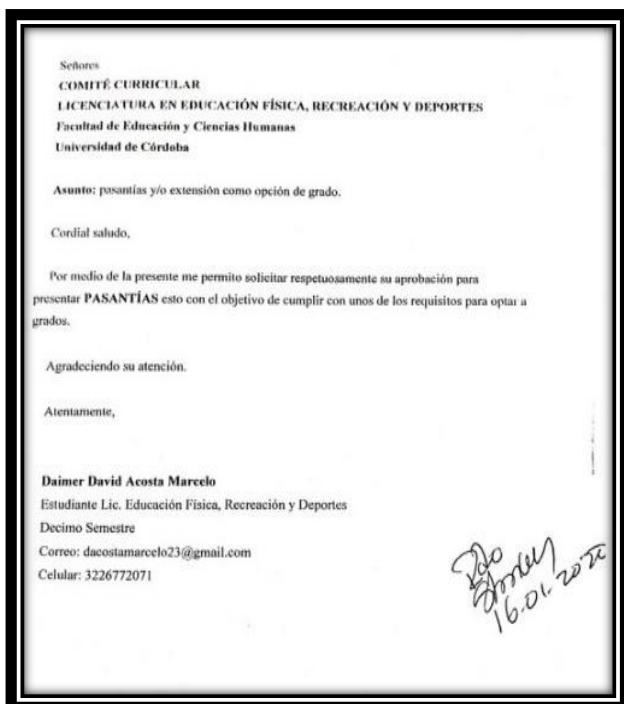 Señores
COMITÉ CURRICULAR
LICENCIATURA EN EDUCACIÓN FÍSICA, RECREACIÓN Y DEPORTES
Facultad de Educación y Ciencias Humanas
Universidad de Córdoba
Asunto: pasantías y/o extensión como opción de grado.
Cordial saludo,
Por medio de la presente me permito solicitar respetuosamente su aprobación para
presentar PASANTÍAS esto con el objetivo de cumplir con unos de los requisitos para optar a
grados.
Agradeciendo su atención.
Atentamente,
Daimer David Acosta Marcelo
Estudiante Lic. Educación Física, Recreación y Deportes
Decimo Semestre
Correo: dacostamarcelo23@gmail.com
Celular: 3226772071
16.01.20